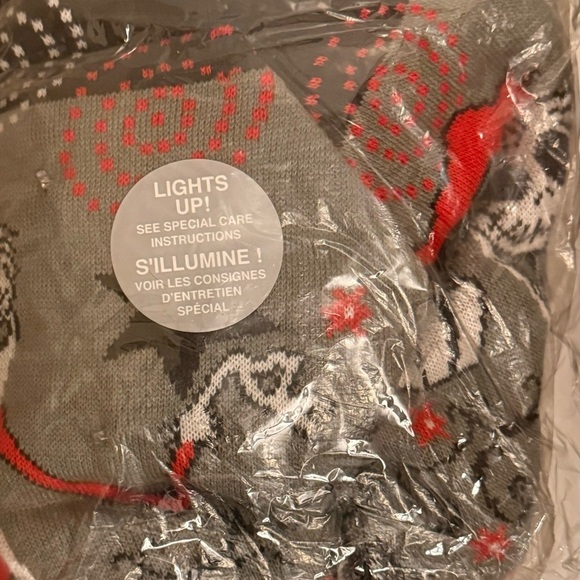 LIGHTS
UP!
SEE SPECIAL CARE
INSTRUCTIONS
S'ILLUMINE !
VOIR LES CONSIGNES
D'ENTRETIEN
SPÉCIAL